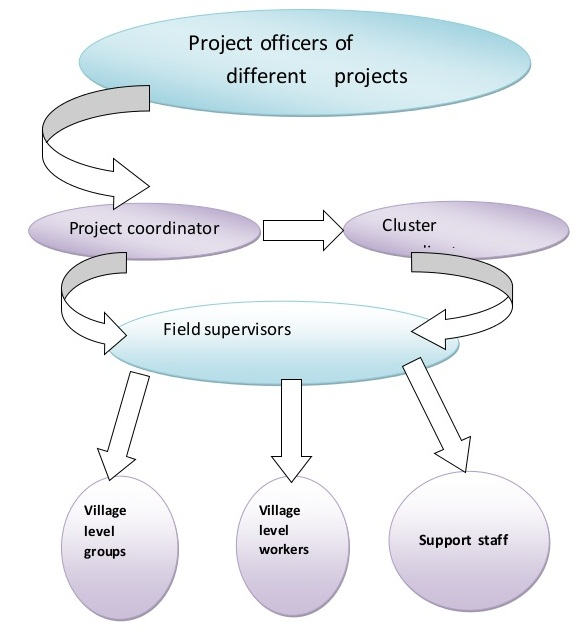 Project officers of
different projects
Project coordinator
Cluster
Field supervisors
Village
level
groups
Village
level
workers
Support staff